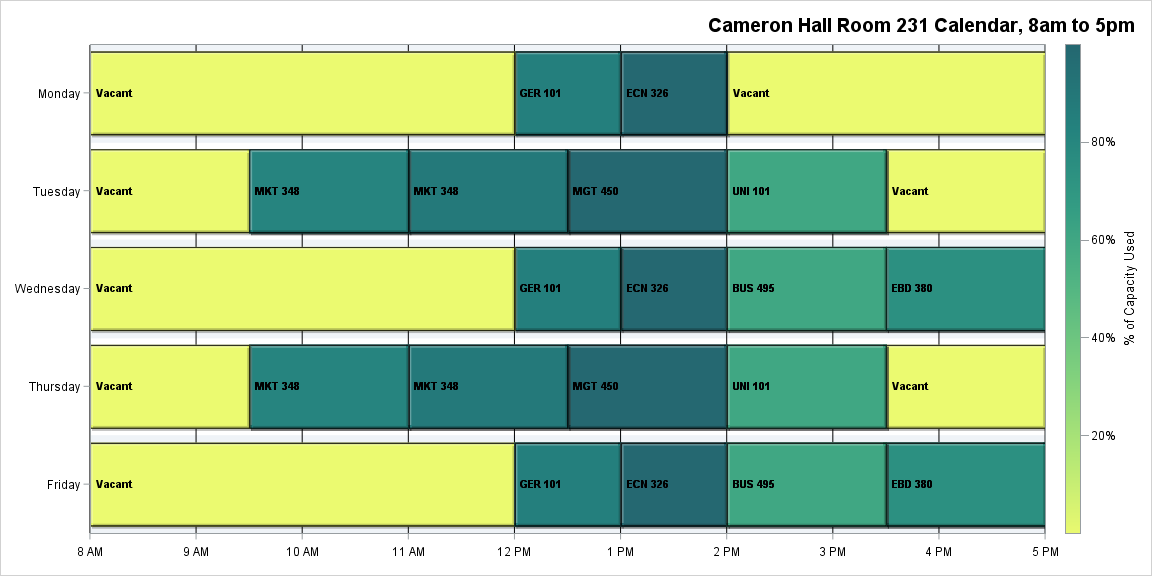 Cameron Hall Room 231 Calendar, 8am to 5pm
Monday
Vacant
GER 101
ECN 326
Vacant
Tuesday
Vacant
MKT 348
MKT 348
MGT 450
UNI 101
Vacant
Wednesday
Vacant
GER 101
ECN 326
BUS 495
EBD 380
Thursday
Vacant
MKT 348
MKT 348
MGT 450
UNI 101
Vacant
Friday
Vacant
GER 101
ECN 326
BUS 495
EBD 380
8 AM
9 AM
10 AM
11 AM
12 PM
1 PM
2 PM
3 PM
4 PM
5 PM
80%
60%
40%
20%
% of Capacity Used